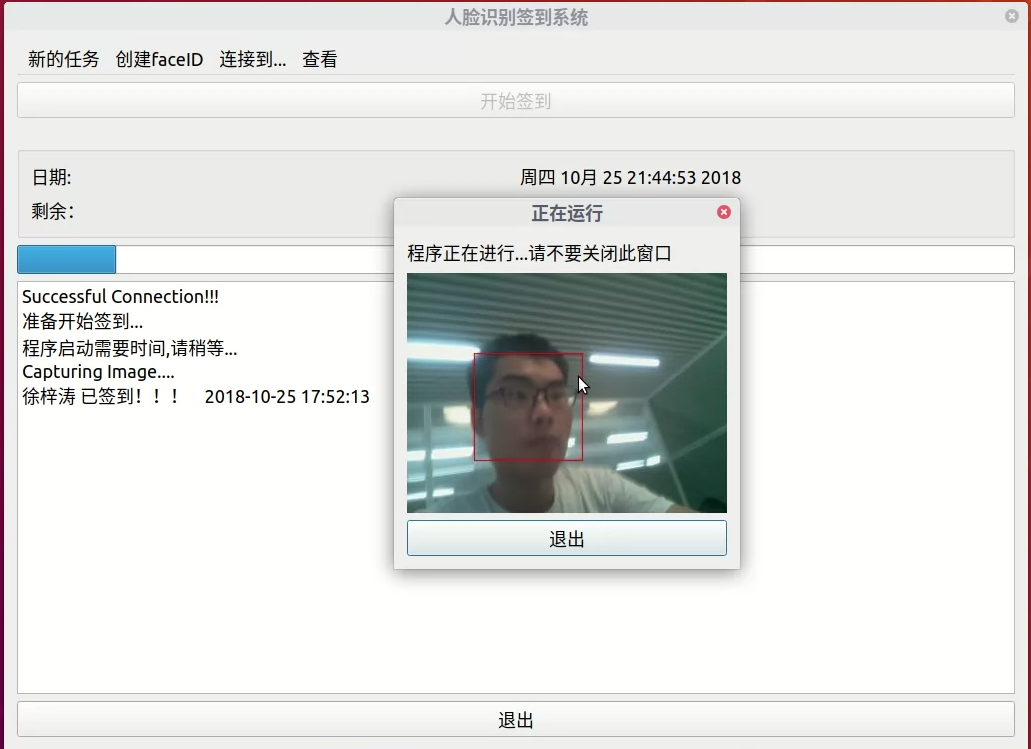 人脸识别签到系统
新的任务 创建faceID 连接到... 查看
开始签到
日期: 周四 10月 25 21:44:53 2018
剩余：
正在运行
程序正在进行...请不要关闭此窗口
退出
Successful Connection!!!
准备开始签到...
程序启动需要时间,请稍等...
Capturing Image....
徐梓涛 已签到！！！ 2018-10-25 17:52:13
退出